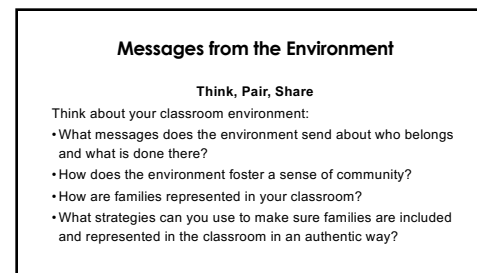 Messages from the Environment
Think, Pair, Share
Think about your classroom environment:
• What messages does the environment send about who belongs
and what is done there?
• How does the environment foster a sense of community?
• How are families represented in your classroom?
• What strategies can you use to make sure families are included
and represented in the classroom in an authentic way?